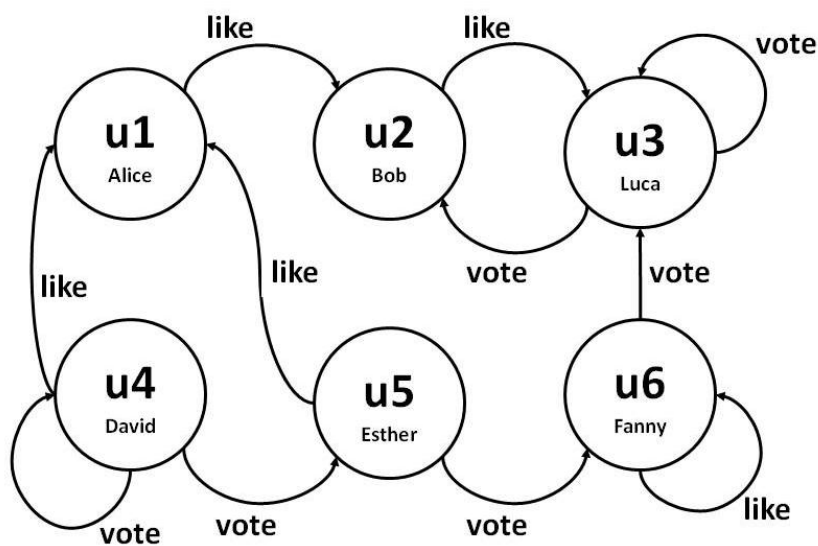 like
like
vote
u1
Alice
u2
Bob
u3
Luca
like
like
vote
vote
u4
David
u5
Esther
u6
Fanny
vote
vote
vote
like